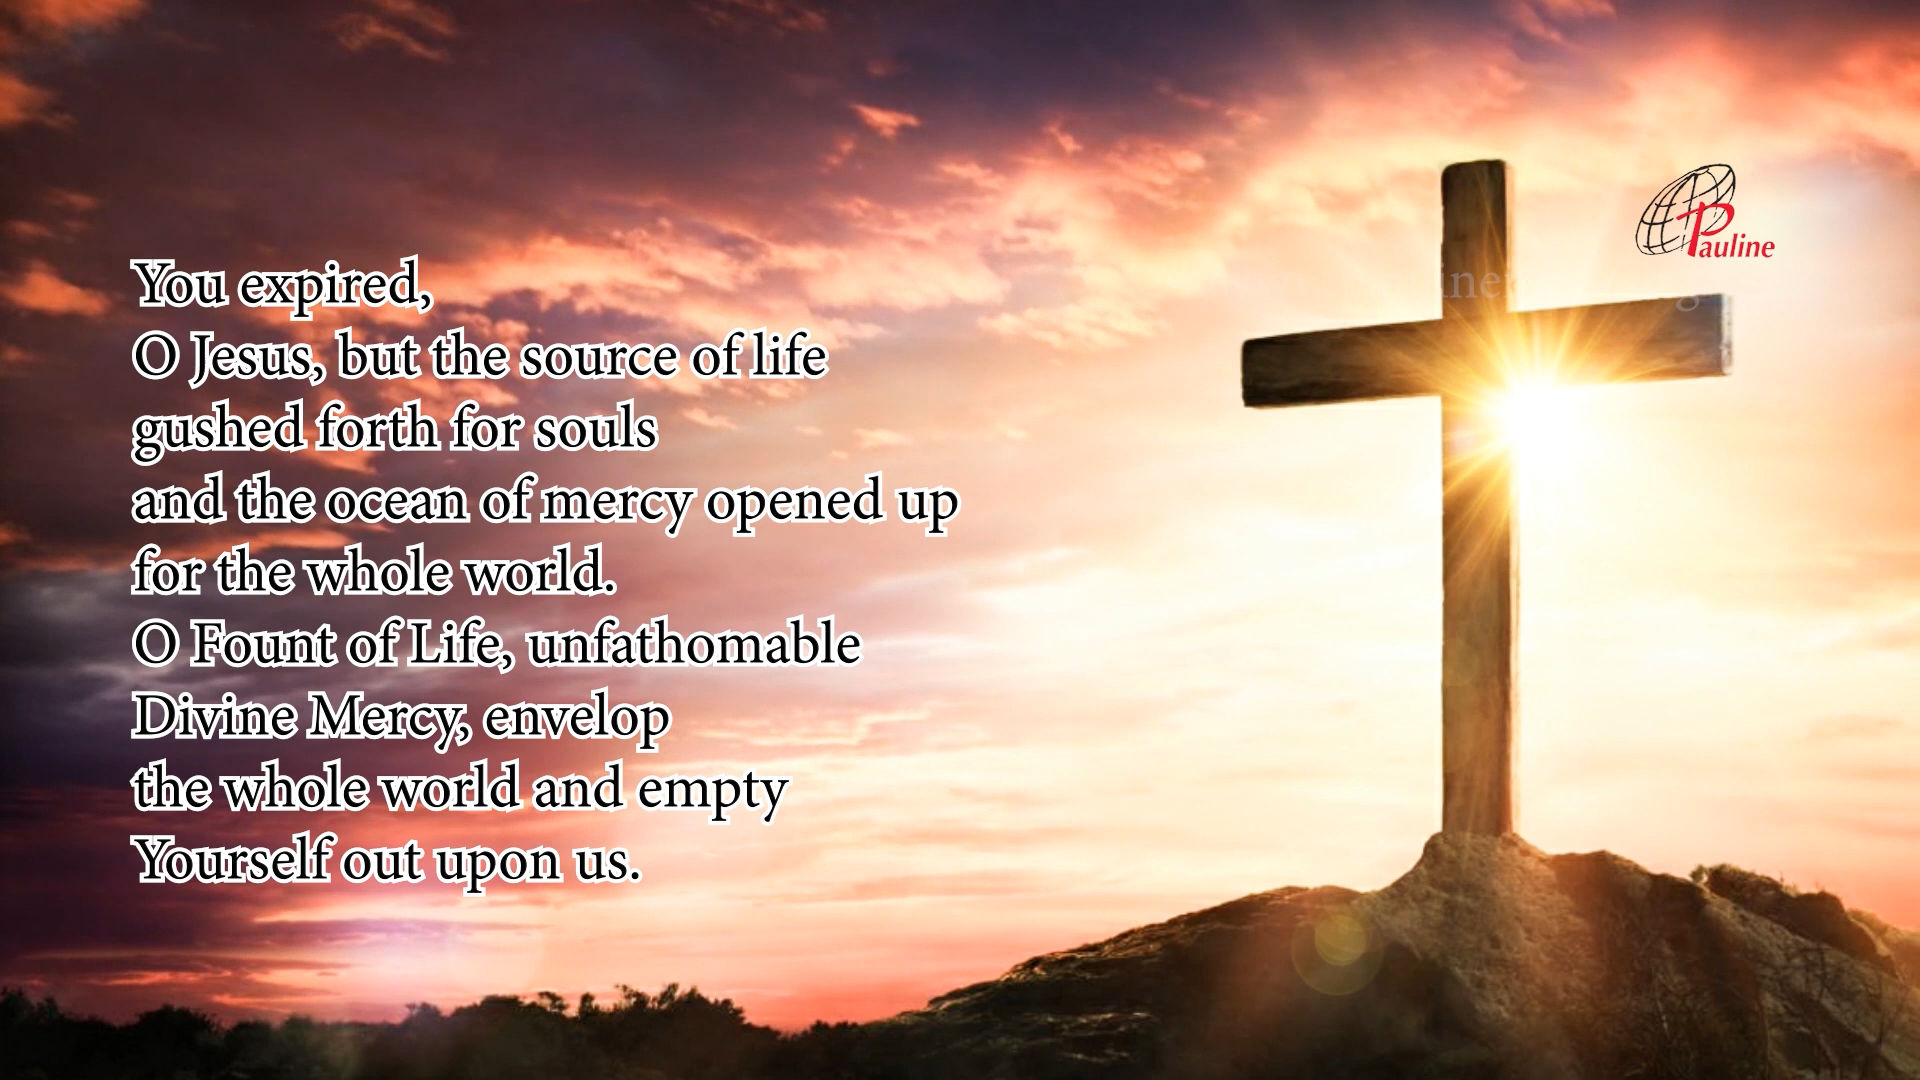 You expired,
O Jesus, but the source of life
gushed forth for souls
and the ocean of mercy opened up
for the whole world.
O Fount of Life, unfathomable
Divine Mercy, envelop
the whole world and empty
Yourself out upon us.
Pauline